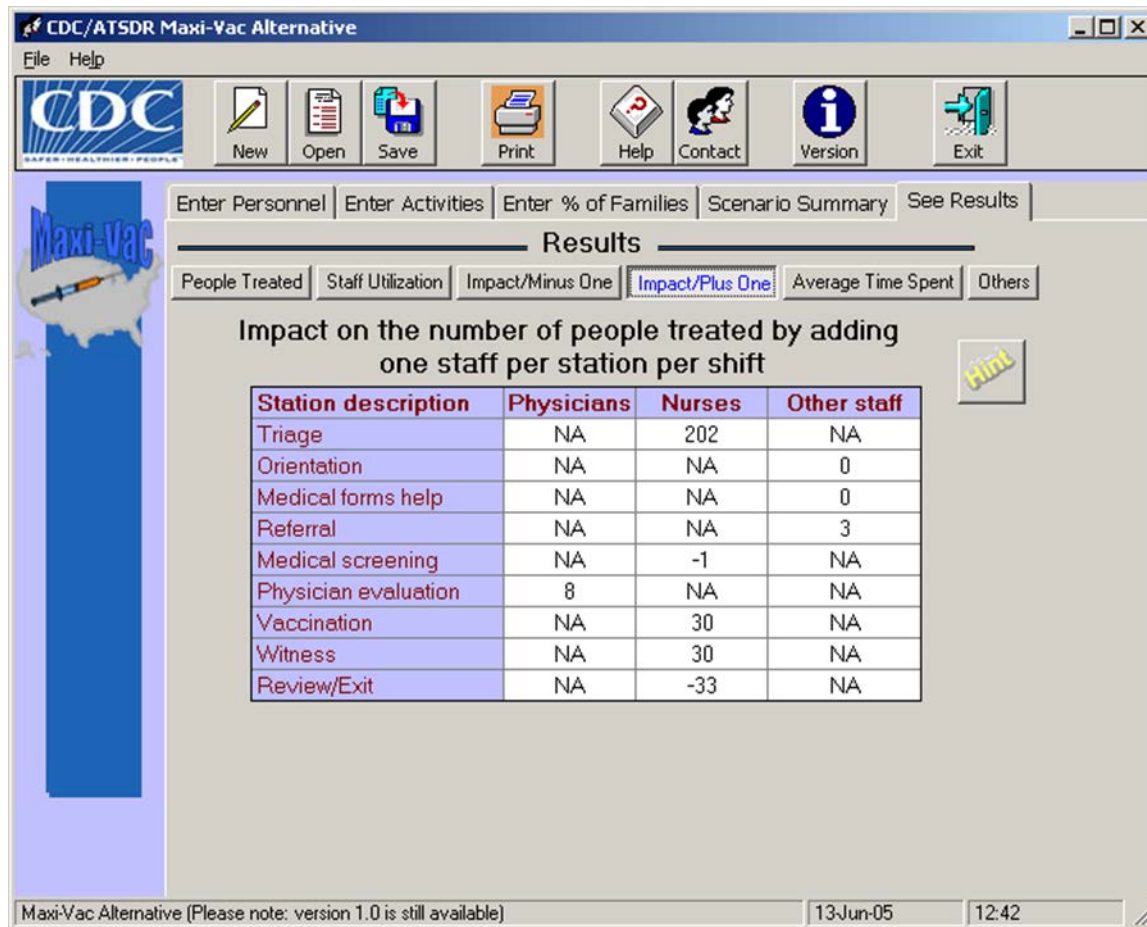 CDC/ATSDR Maxi-Vac Alternative
File Help
CDC
SAFER • HEALTHIER • PEOPLE™
New Open Save Print Help Contact Version Exit
Maxi-Vac
Enter Personnel Enter Activities Enter % of Families Scenario Summary See Results
Results
People Treated Staff Utilization Impact/Minus One Impact/Plus One Average Time Spent Others
Impact on the number of people treated by adding
one staff per station per shift
Hint
Station description Physicians Nurses Other staff
Triage NA 202 NA
Orientation NA NA 0
Medical forms help NA NA 0
Referral NA NA 3
Medical screening NA -1 NA
Physician evaluation 8 NA NA
Vaccination NA 30 NA
Witness NA 30 NA
Review/Exit NA -33 NA
Maxi-Vac Alternative (Please note: version 1.0 is still available) 13-Jun-05 12:42